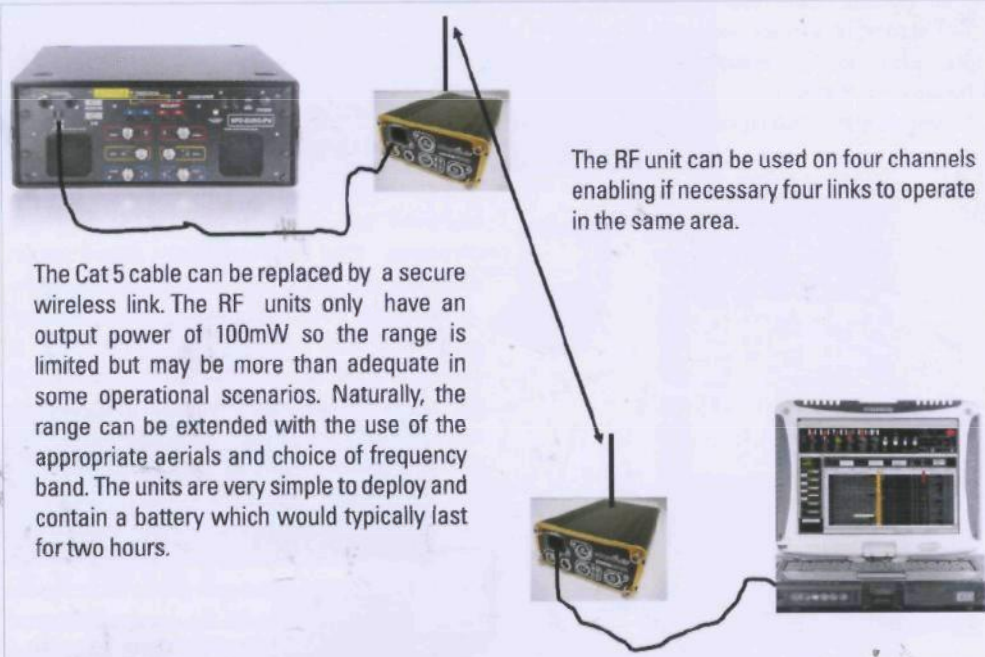 The RF unit can be used on four channels
enabling if necessary four links to operate
in the same area.
The Cat 5 cable can be replaced by a secure
wireless link. The RF units only have an
output power of 100mW so the range is
limited but may be more than adequate in
some operational scenarios. Naturally, the
range can be extended with the use of the
appropriate aerials and choice of frequency
band. The units are very simple to deploy and
contain a battery which would typically last
for two hours.